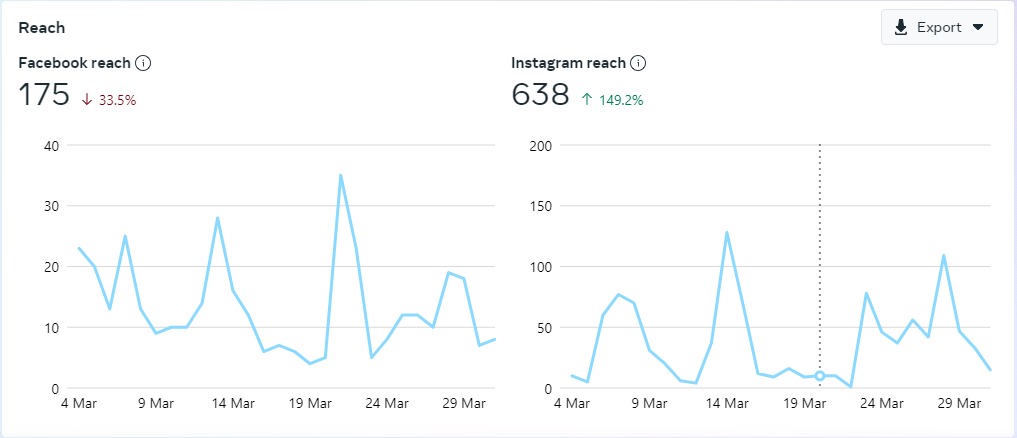 Reach
Export
Facebook reach
175 ↓ 33.5%
40
30
20
10
0
4 Mar 9 Mar 14 Mar 19 Mar 24 Mar 29 Mar
Instagram reach
638 ↑ 149.2%
200
150
100
50
0
4 Mar 9 Mar 14 Mar 19 Mar 24 Mar 29 Mar